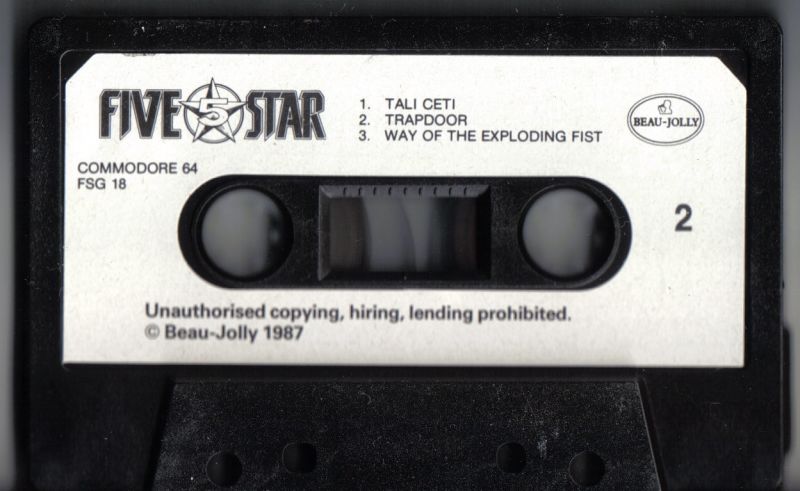 FIVE 5 STAR
1. TALI CETI
2. TRAPDOOR
3. WAY OF THE EXPLODING FIST
BEAU-JOLLY
COMMODORE 64
FSG 18
2
Unauthorised copying, hiring, lending prohibited.
© Beau-Jolly 1987